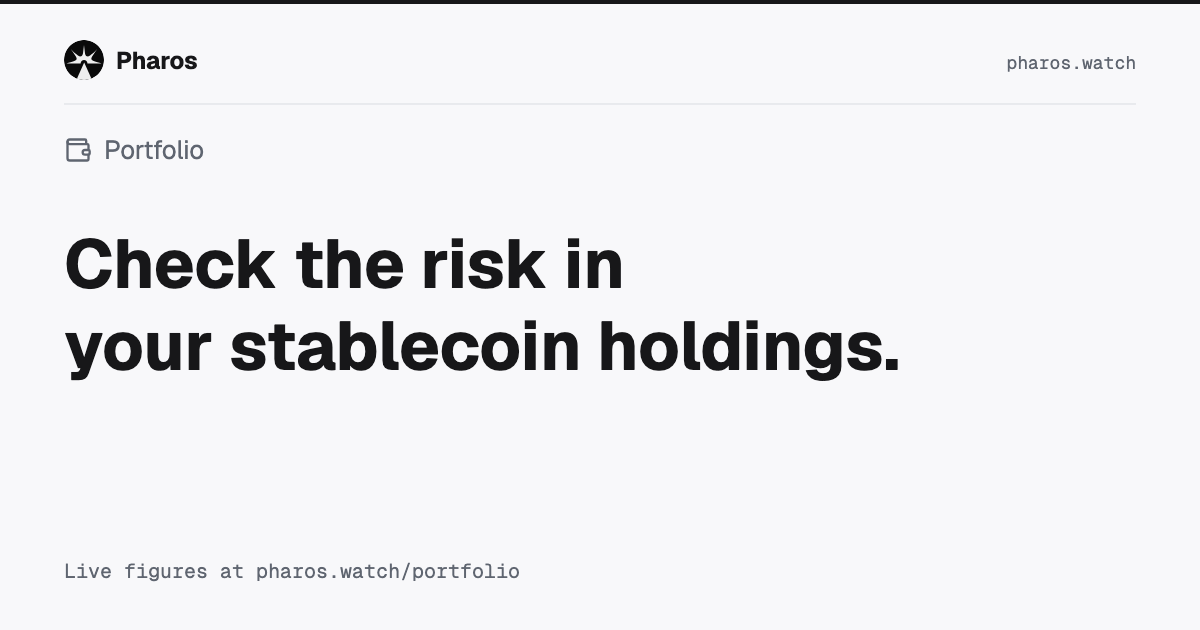 Pharos
pharos.watch
Portfolio
Check the risk in
your stablecoin holdings.
Live figures at pharos.watch/portfolio